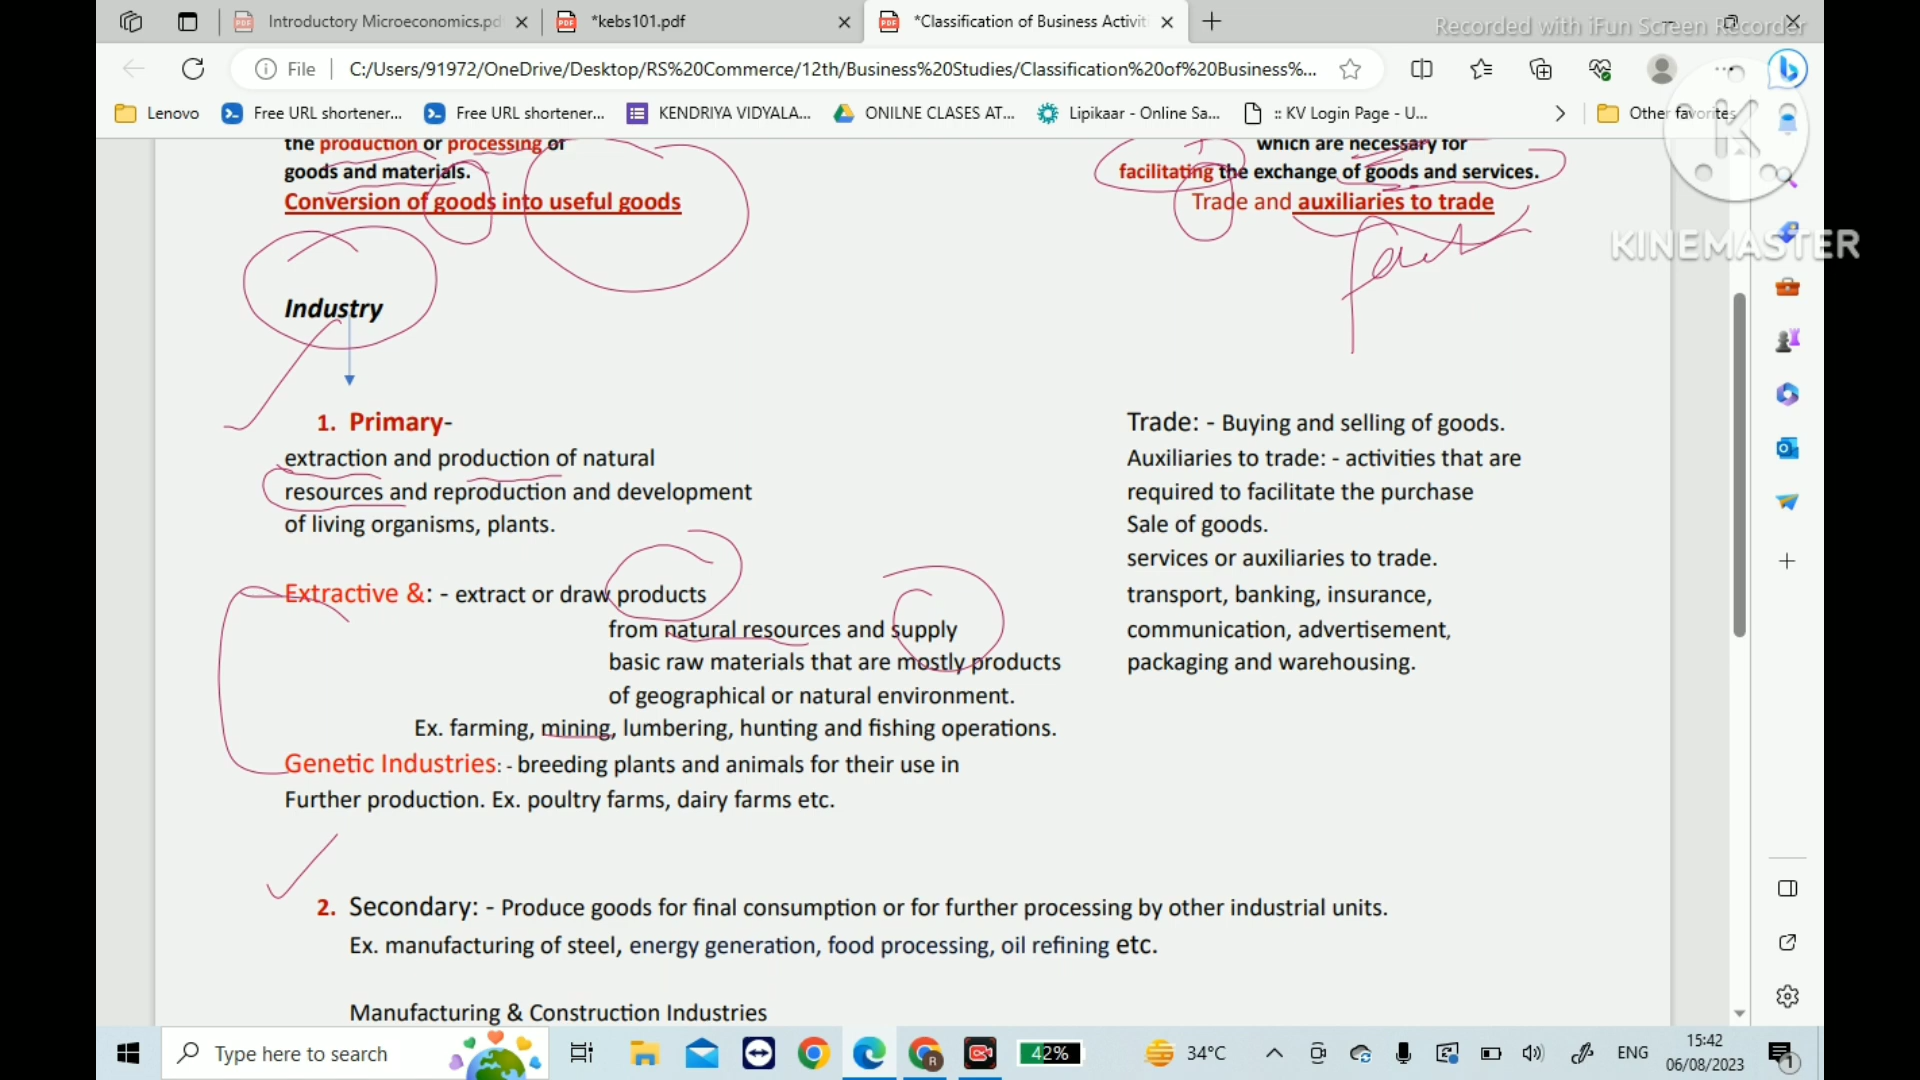 Introductory Microeconomics.pd
*kebs101.pdf
*Classification of Business Activiti
Recorded with iFun Screen Recorder
File
C:/Users/91972/OneDrive/Desktop/RS%20Commerce/12th/Business%20Studies/Classification%20of%20Business%...
Lenovo
Free URL shortener...
Free URL shortener...
KENDRIYA VIDYALA...
ONILNE CLASES AT...
Lipikaar - Online Sa...
:: KV Login Page - U...
Other favorites
KINEMASTER
the production or processing of
goods and materials.
Conversion of goods into useful goods
which are necessary for
facilitating the exchange of goods and services.
Trade and auxiliaries to trade
Industry
1. Primary-
extraction and production of natural
resources and reproduction and development
of living organisms, plants.
Extractive &: - extract or draw products
from natural resources and supply
basic raw materials that are mostly products
of geographical or natural environment.
Ex. farming, mining, lumbering, hunting and fishing operations.
Genetic Industries: - breeding plants and animals for their use in
Further production. Ex. poultry farms, dairy farms etc.
Trade: - Buying and selling of goods.
Auxiliaries to trade: - activities that are
required to facilitate the purchase
Sale of goods.
services or auxiliaries to trade.
transport, banking, insurance,
communication, advertisement,
packaging and warehousing.
2. Secondary: - Produce goods for final consumption or for further processing by other industrial units.
Ex. manufacturing of steel, energy generation, food processing, oil refining etc.
Manufacturing & Construction Industries
Type here to search
42%
34°C
ENG
15:42
06/08/2023
1